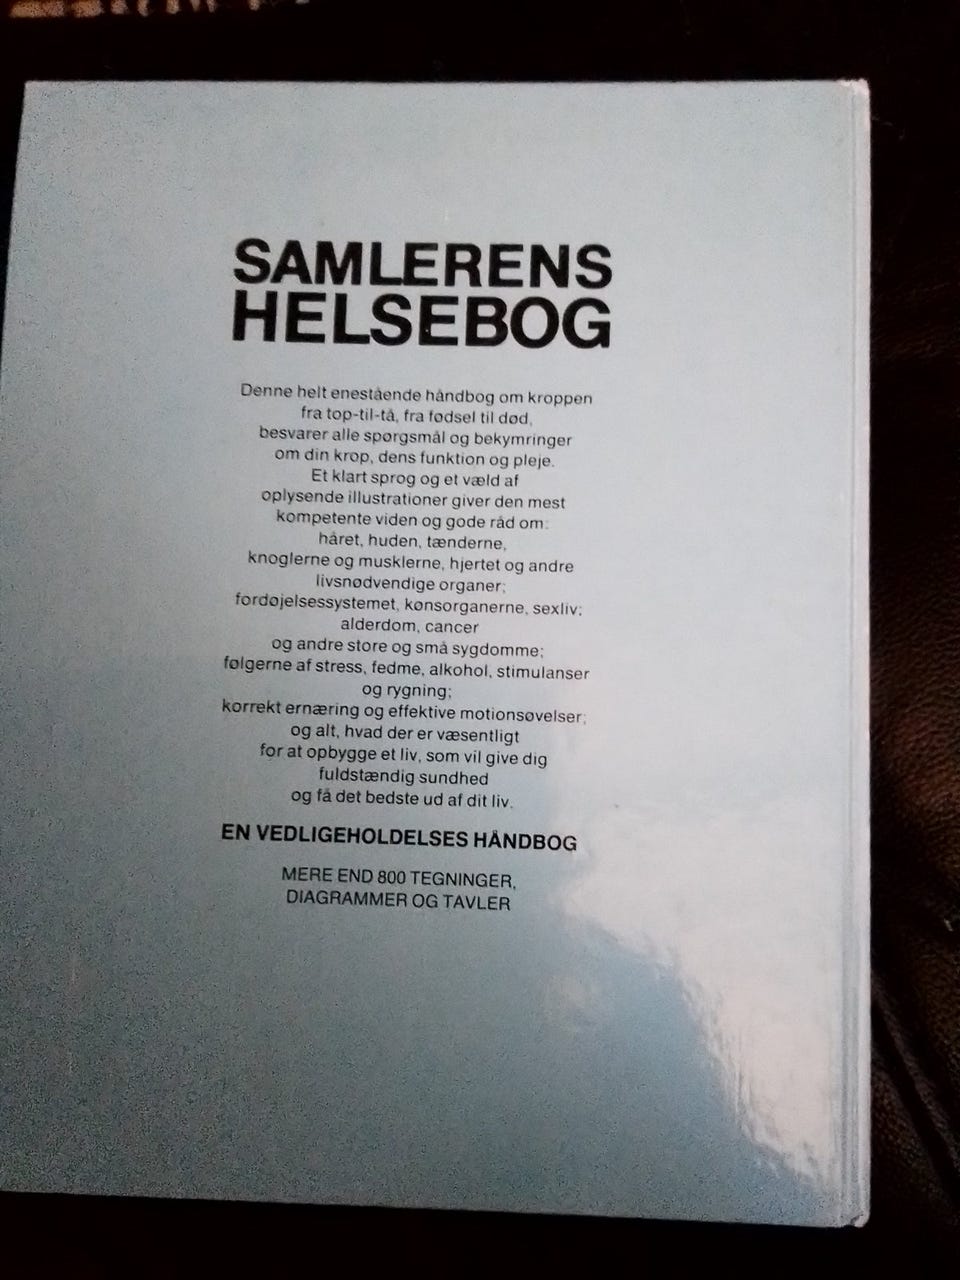 SAMLERENS
HELSEBOG
Denne helt enestående håndbog om kroppen
fra top-til-tå, fra fødsel til død,
besvarer alle spørgsmål og bekymringer
om din krop, dens funktion og pleje.
Et klart sprog og et væld af
oplysende illustrationer giver den mest
kompetente viden og gode råd om:
håret, huden, tænderne,
knoglerne og musklerne, hjertet og andre
livsnødvendige organer;
fordøjelsessystemet, kønsorganerne, sexliv;
alderdom, cancer
og andre store og små sygdomme;
følgerne af stress, fedme, alkohol, stimulanser
og rygning;
korrekt ernæring og effektive motionsøvelser;
og alt, hvad der er væsentligt
for at opbygge et liv, som vil give dig
fuldstændig sundhed
og få det bedste ud af dit liv.
EN VEDLIGEHOLDELSES HÅNDBOG
MERE END 800 TEGNINGER,
DIAGRAMMER OG TAVLER